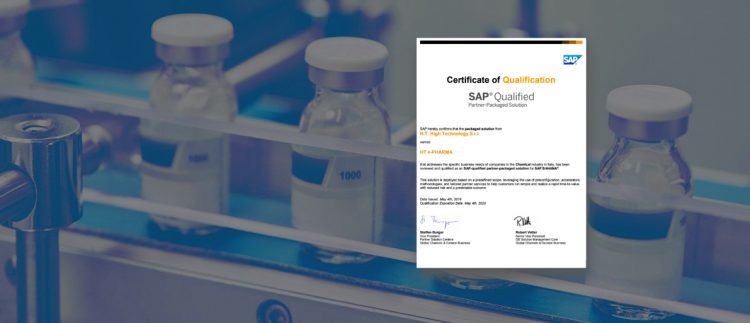 SAP
Certificate of Qualification
SAP® Qualified
Partner-Packaged Solution
SAP hereby confirms that the packaged solution from
H.T. High Technology S.r.l.
named
HT e-PHARMA
that addresses the specific business needs of companies in the Chemical industry in Italy, has been
reviewed and qualified as an SAP-qualified partner-packaged solution for SAP S/4HANA®
This solution is deployed based on a predefined scope, leveraging the use of preconfiguration, accelerators,
methodologies, and tailored partner services to help customers run simple and realize a rapid time-to-value
with reduced risk and a predictable outcome.
Date Issued: May 4th, 2018
Qualification Expiration Date: May 4th, 2020
Steffen Bunger
Robert Vetter
Vice President
Senior Vice President
Partner Solution Centers
GB Solution Management Core
Global Channels & General Business
Global Channels & General Business
1000
1000